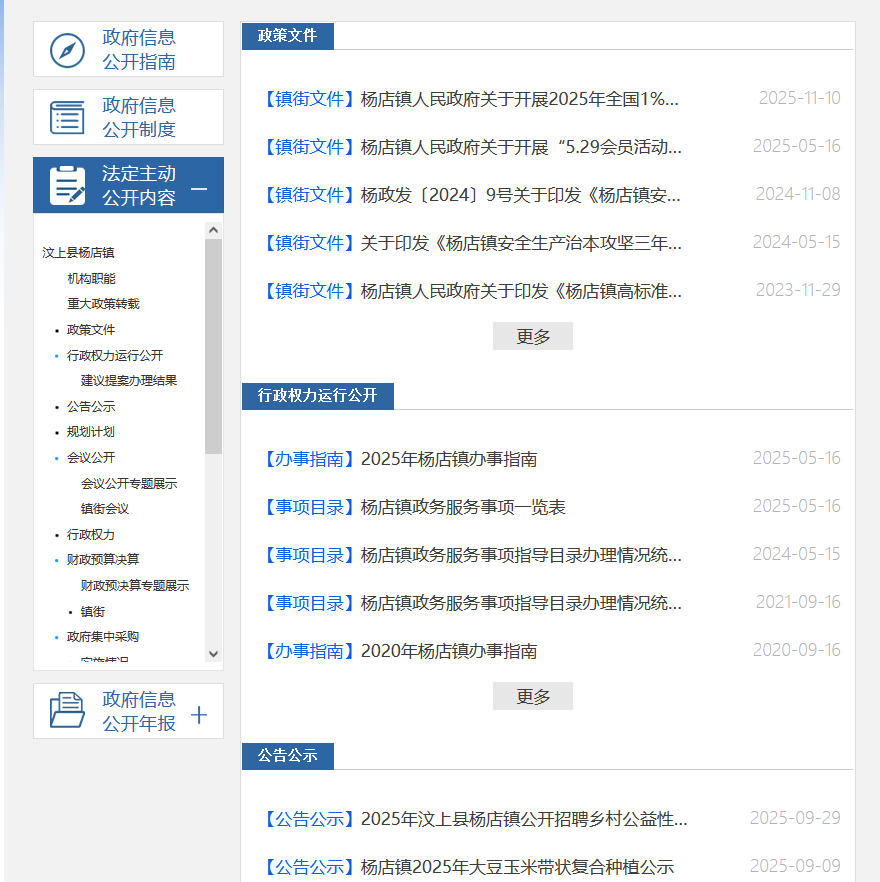 政府信息
公开指南
政府信息
公开制度
法定主动
公开内容
汶上县杨店镇
机构职能
重大政策转载
政策文件
行政权力运行公开
建议提案办理结果
公告公示
规划计划
会议公开
会议公开专题展示
镇街会议
行政权力
财政预算决算
财政预决算专题展示
镇街
政府集中采购
实施情况
政府信息
公开年报
政策文件
【镇街文件】杨店镇人民政府关于开展2025年全国1%... 2025-11-10
【镇街文件】杨店镇人民政府关于开展“5.29会员活动... 2025-05-16
【镇街文件】杨政发〔2024〕9号关于印发《杨店镇安... 2024-11-08
【镇街文件】关于印发《杨店镇安全生产治本攻坚三年... 2024-05-15
【镇街文件】杨店镇人民政府关于印发《杨店镇高标准... 2023-11-29
更多
行政权力运行公开
【办事指南】2025年杨店镇办事指南 2025-05-16
【事项目录】杨店镇政务服务事项一览表 2025-05-16
【事项目录】杨店镇政务服务事项指导目录办理情况统... 2024-05-15
【事项目录】杨店镇政务服务事项指导目录办理情况统... 2021-09-16
【办事指南】2020年杨店镇办事指南 2020-09-16
更多
公告公示
【公告公示】2025年汶上县杨店镇公开招聘乡村公益性... 2025-09-29
【公告公示】杨店镇2025年大豆玉米带状复合种植公示 2025-09-09